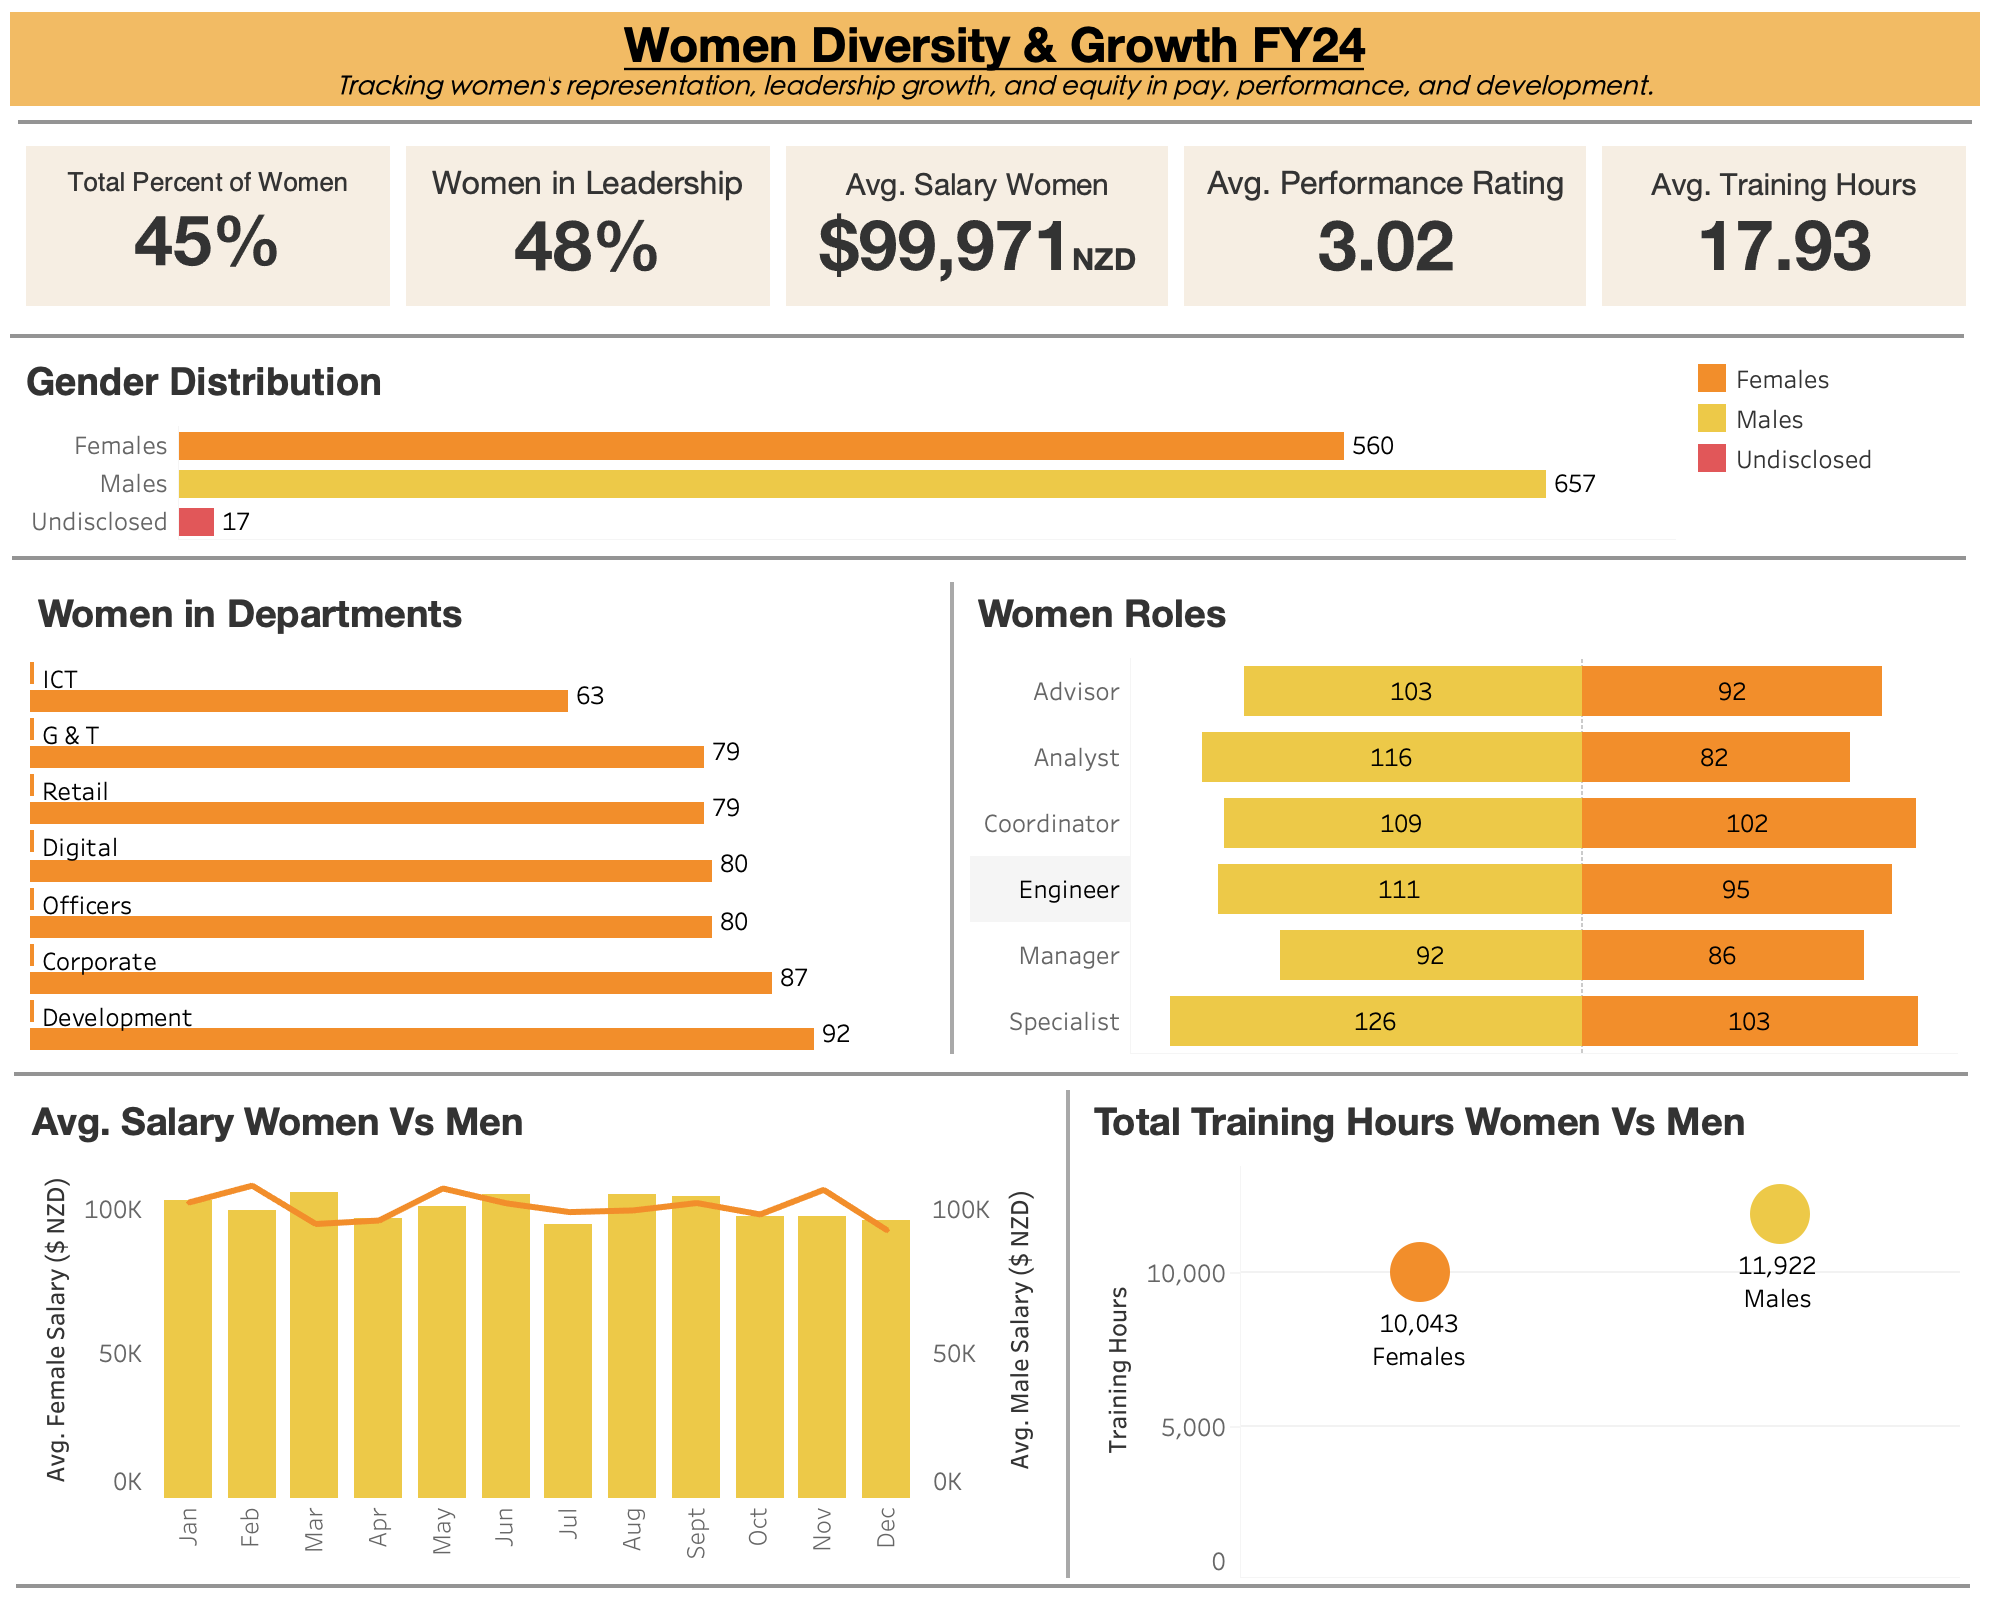 Women Diversity & Growth FY24
Tracking women's representation, leadership growth, and equity in pay, performance, and development.
Total Percent of Women
45%
Women in Leadership
48%
Avg. Salary Women
$99,971 NZD
Avg. Performance Rating
3.02
Avg. Training Hours
17.93
Gender Distribution
Females 560
Males 657
Undisclosed 17
Females
Males
Undisclosed
Women in Departments
ICT
63
G & T
79
Retail
79
Digital
80
Officers
80
Corporate
87
Development
92
Women Roles
Advisor 103 92
Analyst 116 82
Coordinator 109 102
Engineer 111 95
Manager 92 86
Specialist 126 103
Avg. Salary Women Vs Men
Avg. Female Salary ($ NZD)
100K
50K
0K
Jan Feb Mar Apr May Jun Jul Aug Sept Oct Nov Dec
100K
50K
0K
Avg. Male Salary ($ NZD)
Total Training Hours Women Vs Men
Training Hours
10,000
5,000
0
10,043
Females
11,922
Males